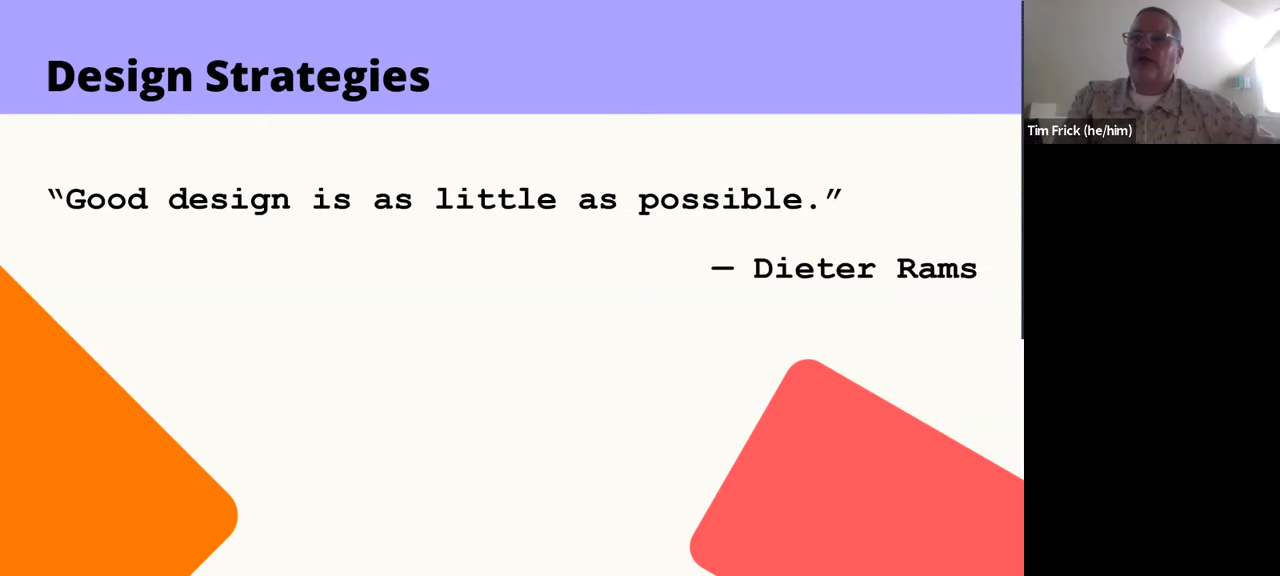 Design Strategies
“Good design is as little as possible.”
— Dieter Rams
Tim Frick (he/him)